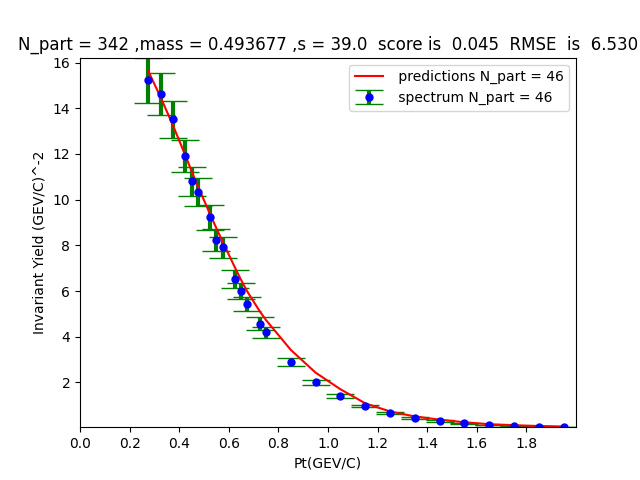 N_part = 342 ,mass = 0.493677 ,s = 39.0  score is  0.045  RMSE  is  6.530
predictions N_part = 46
spectrum N_part = 46
Invariant Yield (GEV/C)^-2
16
14
12
10
8
6
4
2
0.0 0.2 0.4 0.6 0.8 1.0 1.2 1.4 1.6 1.8
Pt(GEV/C)